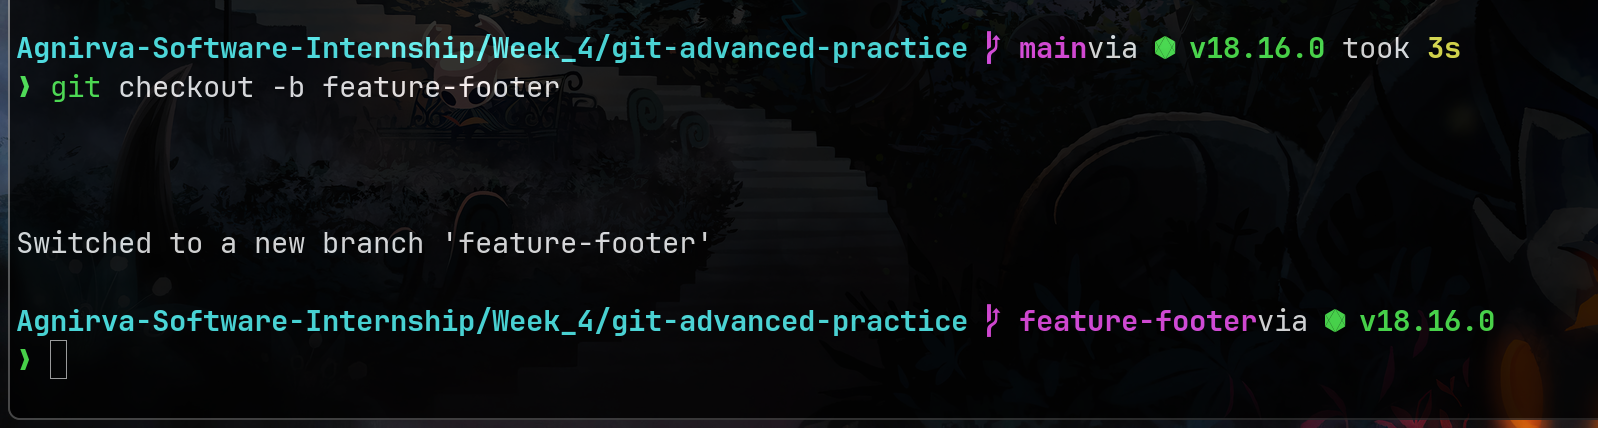 Agnirva-Software-Internship/Week_4/git-advanced-practice mainvia v18.16.0 took 3s
❯ git checkout -b feature-footer
Switched to a new branch 'feature-footer'
Agnirva-Software-Internship/Week_4/git-advanced-practice feature-footervia v18.16.0
❯